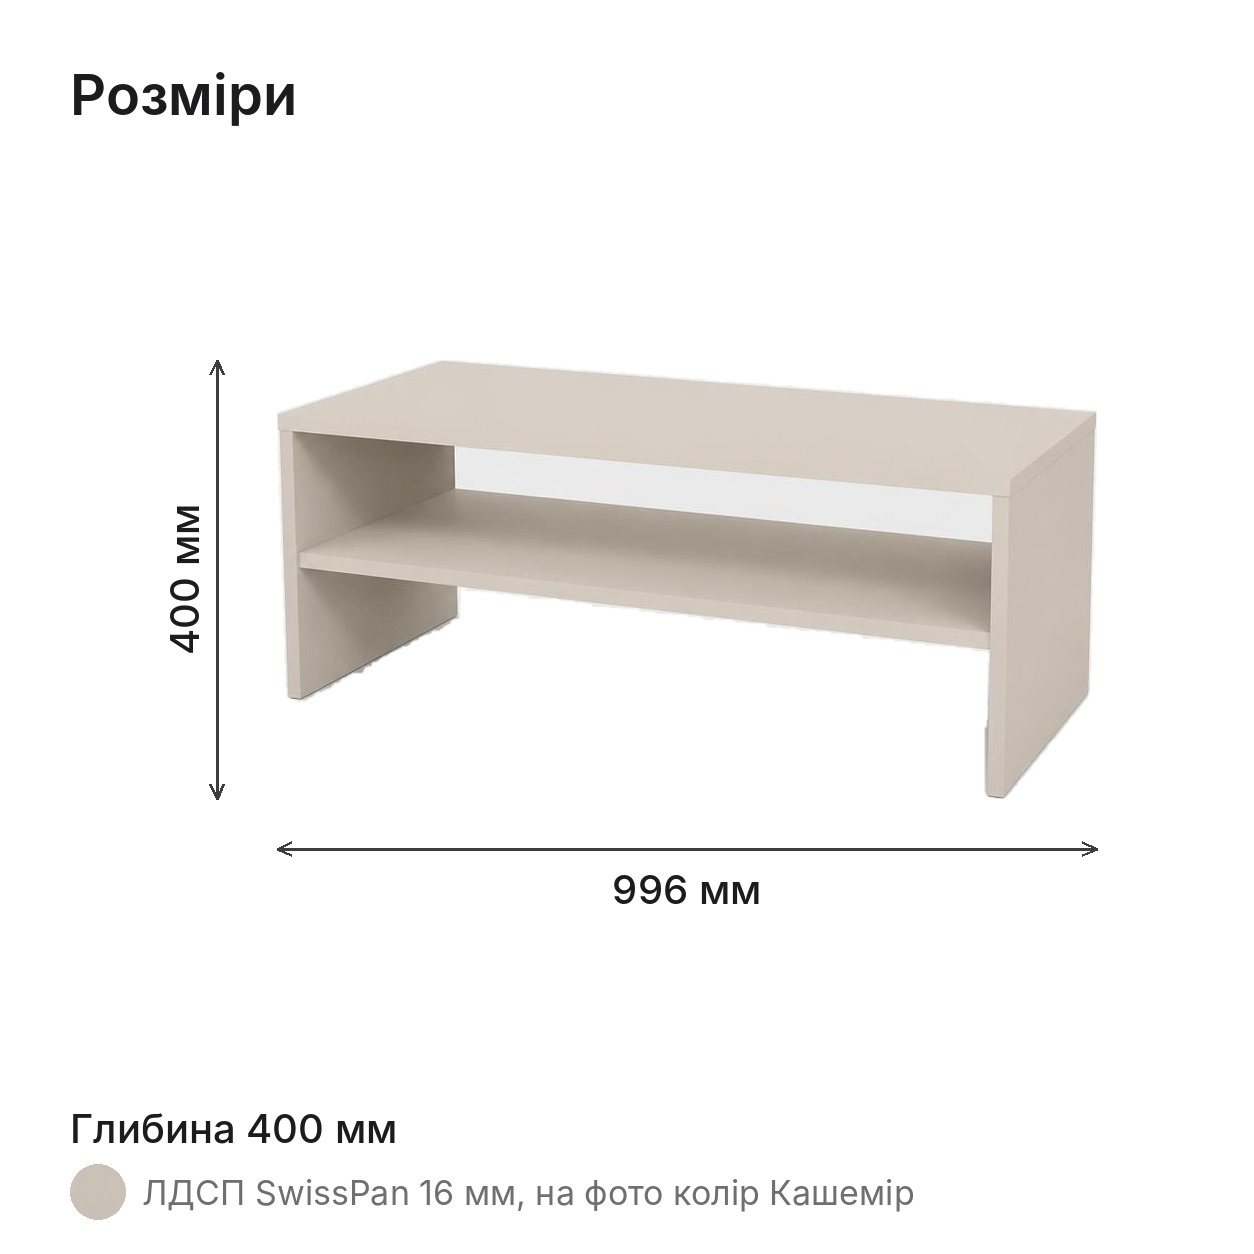 Розміри
400 мм
996 мм
Глибина 400 мм
ЛДСП SwissPan 16 мм, на фото колір Кашемір